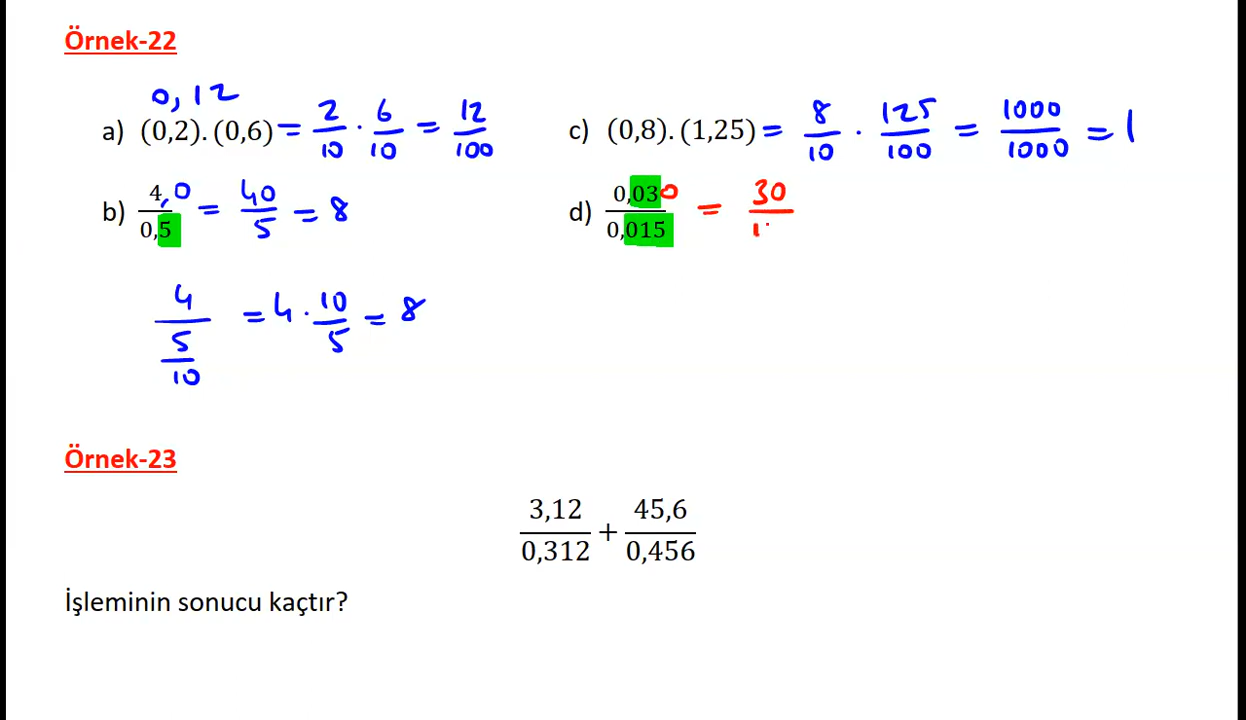 Örnek-22
0,12
a) (0,2).(0,6) = 2/10 · 6/10 = 12/100
c) (0,8).(1,25) = 8/10 · 125/100 = 1000/1000 = 1
b) 4,0/0,5 = 40/5 = 8
d) 0,030/0,015 = 30/1
4/(5/10) = 4 · 10/5 = 8
Örnek-23
3,12/0,312 + 45,6/0,456
İşleminin sonucu kaçtır?